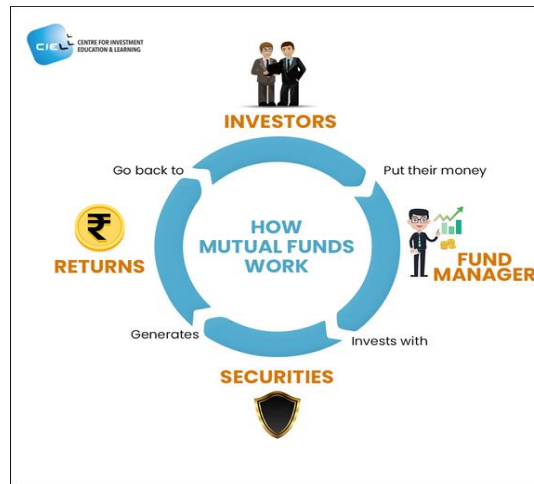 CIEL
CENTRE FOR INVESTMENT
EDUCATION & LEARNING
INVESTORS
Go back to
Put their money
HOW
MUTUAL FUNDS
WORK
₹
RETURNS
FUND
MANAGER
Generates
Invests with
SECURITIES